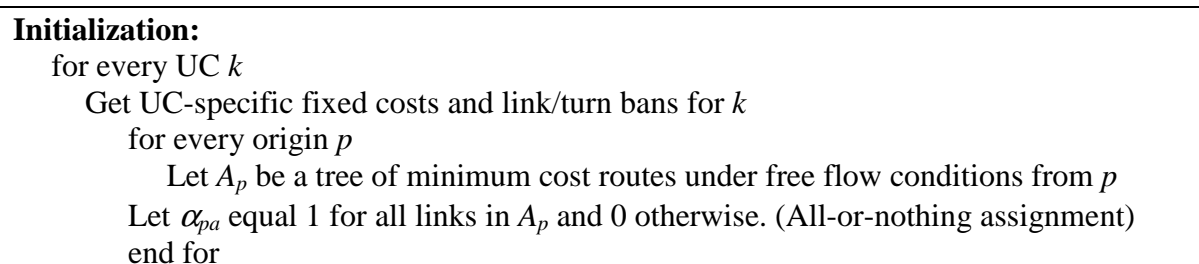 Initialization:
for every UC k
Get UC-specific fixed costs and link/turn bans for k
for every origin p
Let Aₚ be a tree of minimum cost routes under free flow conditions from p
Let αₚₐ equal 1 for all links in Aₚ and 0 otherwise. (All-or-nothing assignment)
end for